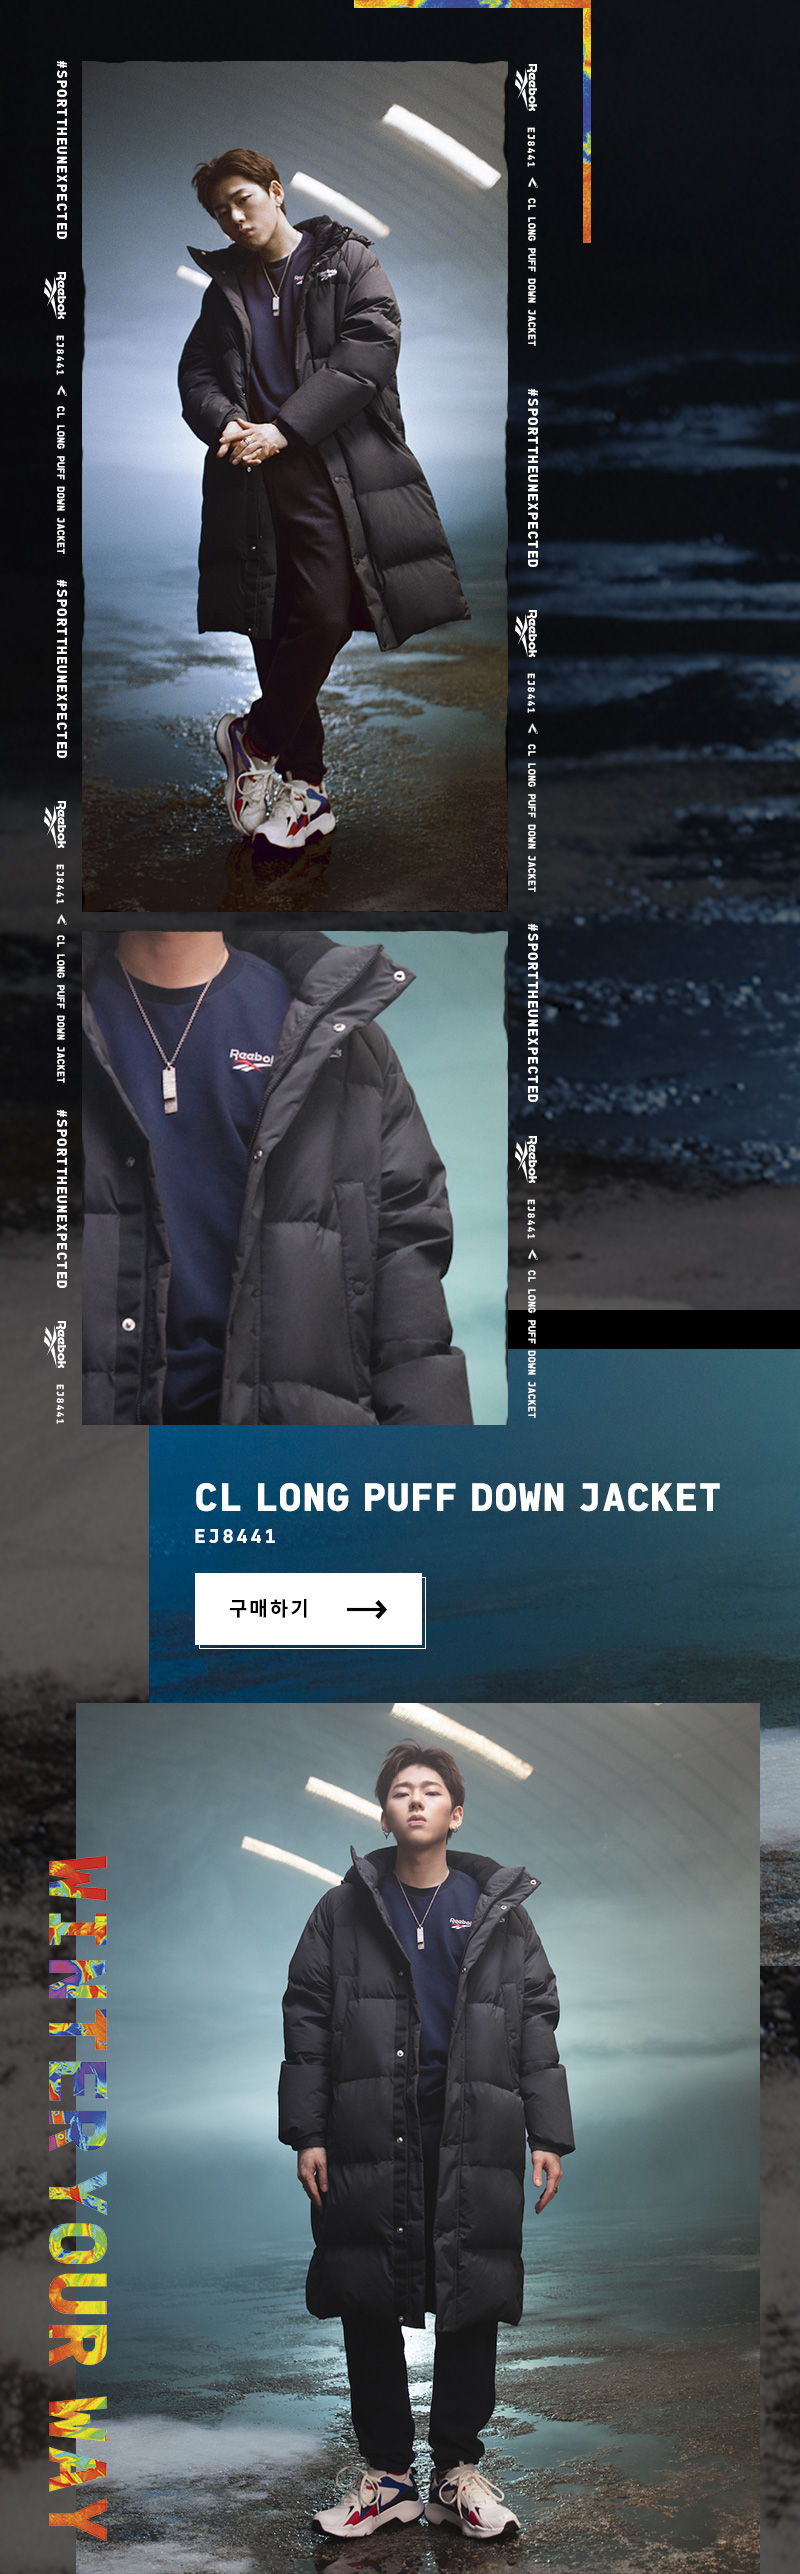 #SPORTTHEUNEXPECTED
Reebok
EJ8441 < CL LONG PUFF DOWN JACKET
#SPORTTHEUNEXPECTED
Reebok
EJ8441 < CL LONG PUFF DOWN JACKET
#SPORTTHEUNEXPECTED
Reebok
EJ8441
Reebok
EJ8441 < CL LONG PUFF DOWN JACKET
#SPORTTHEUNEXPECTED
Reebok
EJ8441 < CL LONG PUFF DOWN JACKET
#SPORTTHEUNEXPECTED
Reebok
EJ8441 < CL LONG PUFF DOWN JACKET
Reebok
CL LONG PUFF DOWN JACKET
EJ8441
구매하기
Reebok
WINTER YOUR WAY